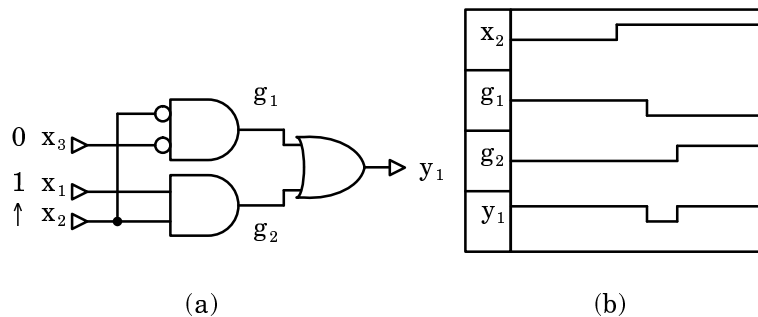 g₁
0 x₃
1 x₁
↑ x₂
g₂
y₁
(a)
x₂
g₁
g₂
y₁
(b)